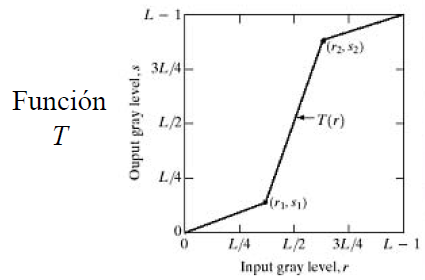 Función
T
Ouput gray level, s
L − 1
3L/4
L/2
L/4
0
(r₂, s₂)
T(r)
(r₁, s₁)
0
L/4
L/2
3L/4
L − 1
Input gray level, r